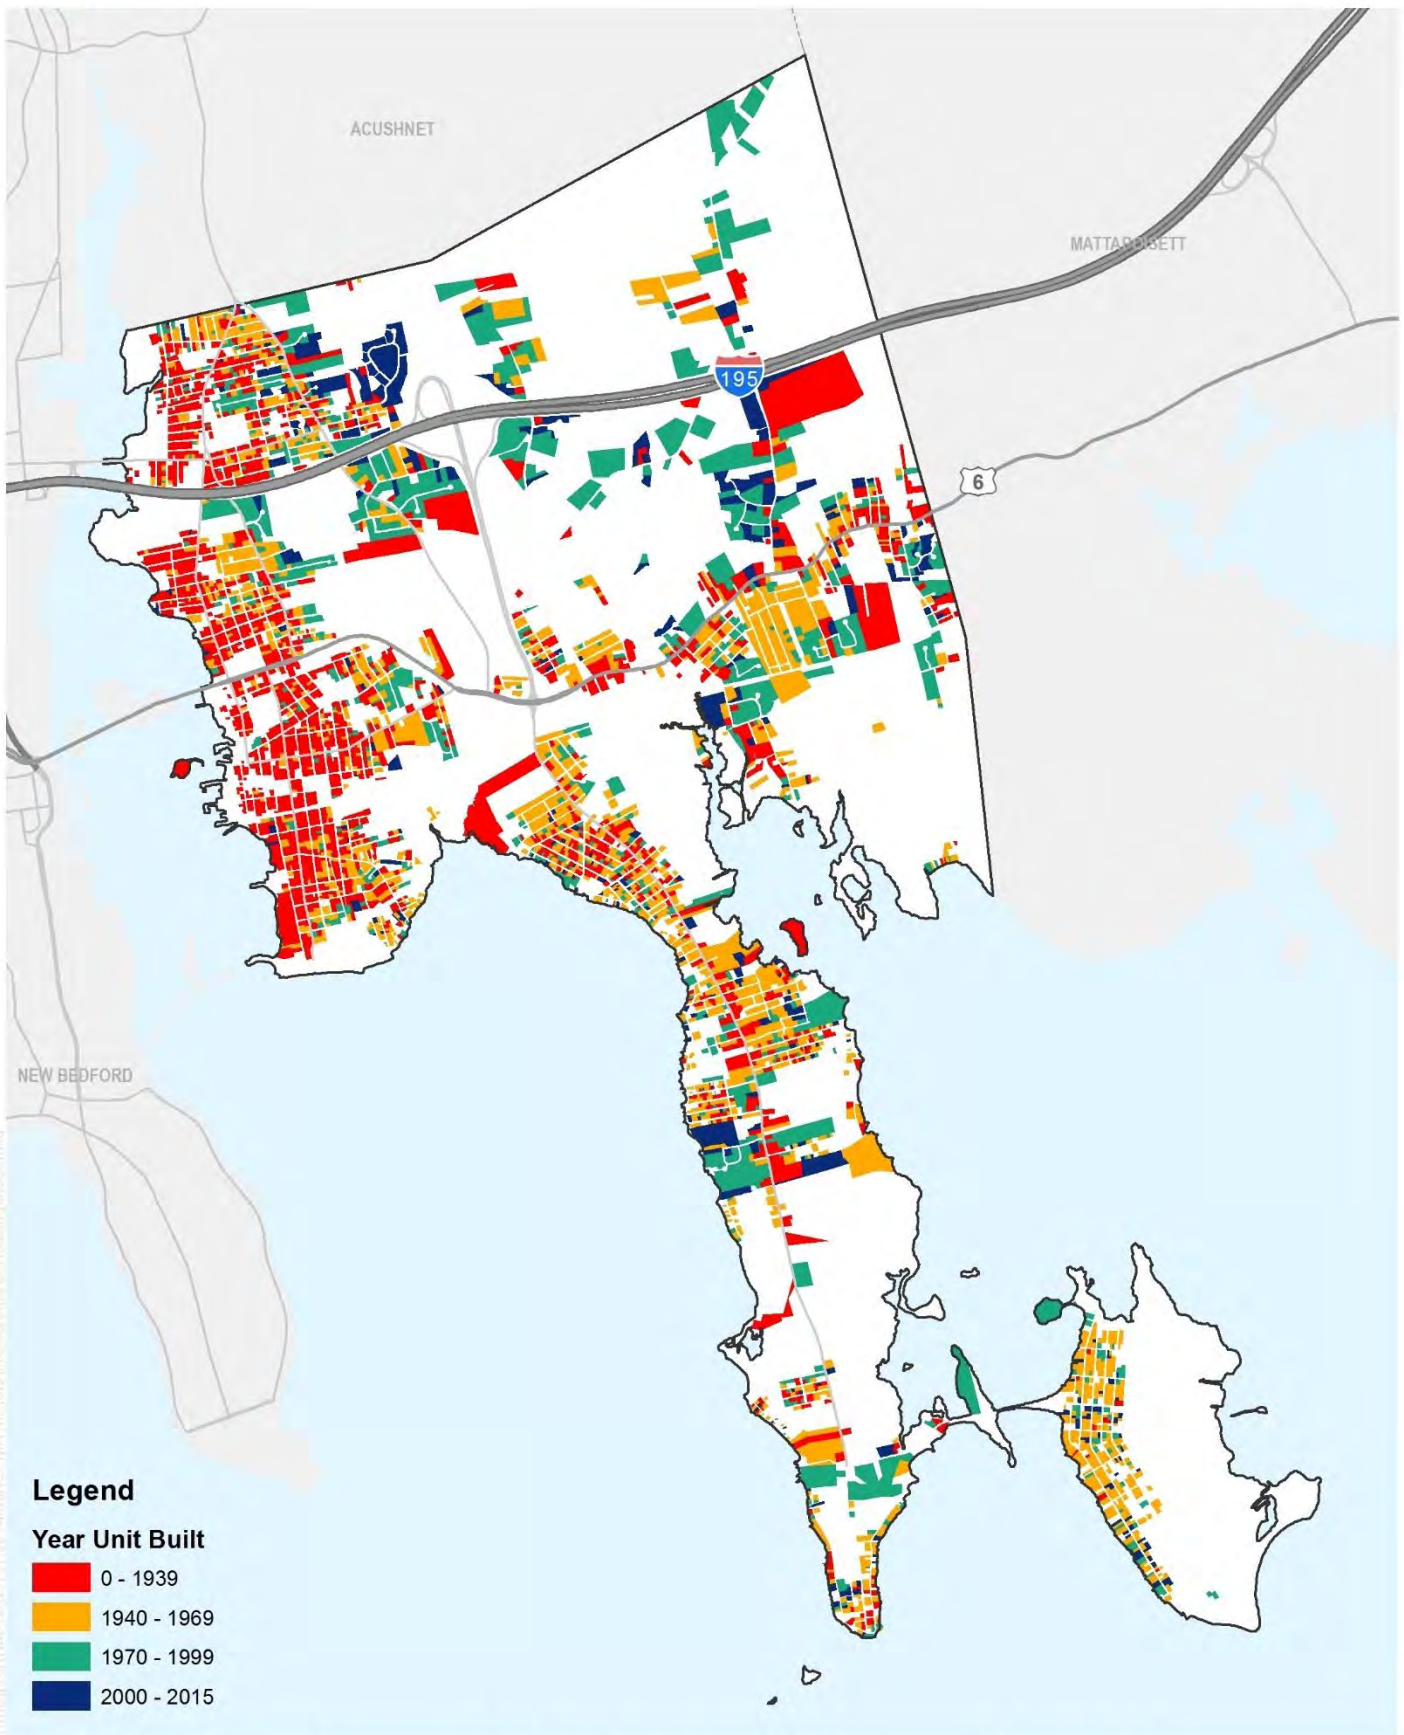 ACUSHNET
MATTAPOISETT
195
6
NEW BEDFORD
Legend
Year Unit Built
0 - 1939
1940 - 1969
1970 - 1999
2000 - 2015